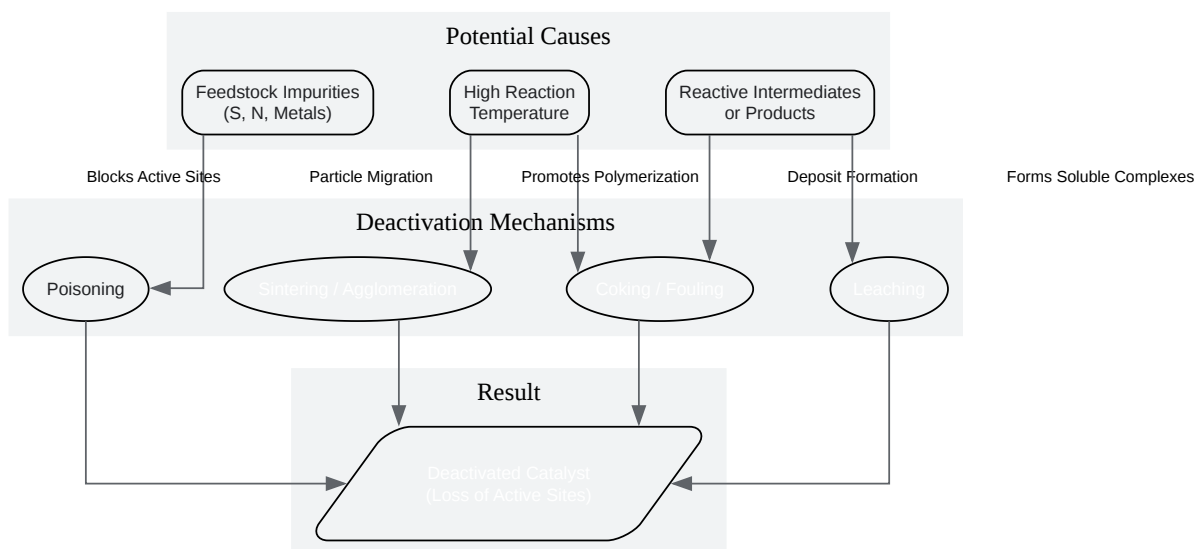 Potential Causes
Feedstock Impurities
(S, N, Metals)
High Reaction
Temperature
Reactive Intermediates
or Products
Blocks Active Sites
Particle Migration
Promotes Polymerization
Deposit Formation
Forms Soluble Complexes
Deactivation Mechanisms
Poisoning
Sintering / Agglomeration
Coking / Fouling
Leaching
Result
Deactivated Catalyst
(Loss of Active Sites)